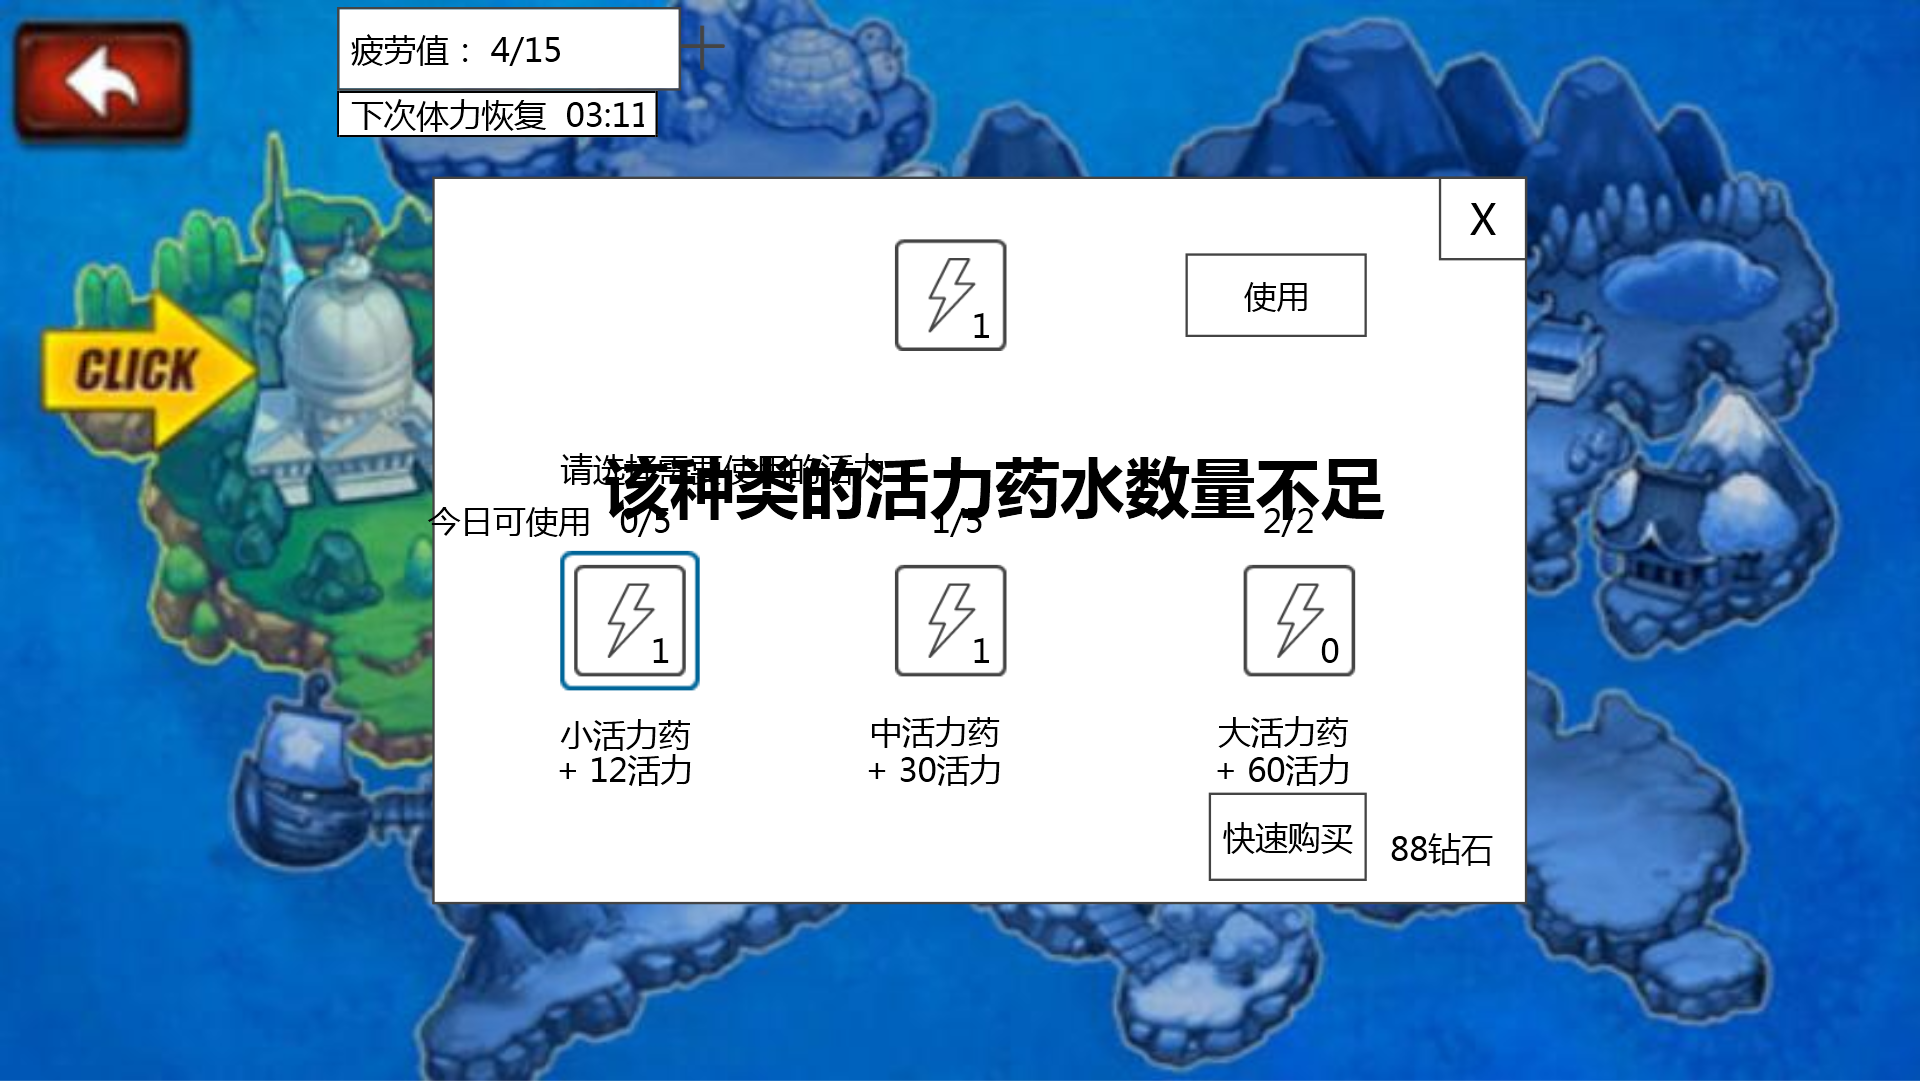 疲劳值： 4/15
下次体力恢复 03:11
X
1
使用
CLICK
请选择需要使用的活力
该种类的活力药水数量不足
今日可使用 0/5 1/5 2/2
1 1 0
小活力药 中活力药 大活力药
+ 12活力 + 30活力 + 60活力
快速购买 88钻石